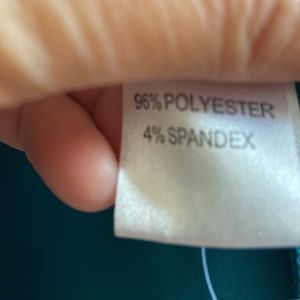 96% POLYESTER
4% SPANDEX